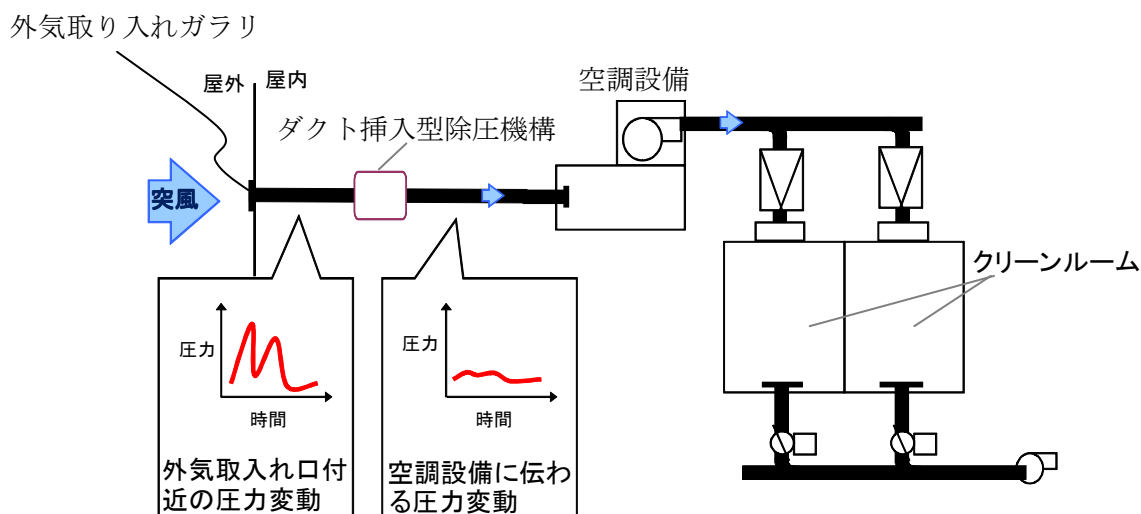 外気取り入れガラリ
屋外
屋内
空調設備
ダクト挿入型除圧機構
突風
クリーンルーム
圧力
時間
外気取入れ口付
近の圧力変動
圧力
時間
空調設備に伝わ
る圧力変動